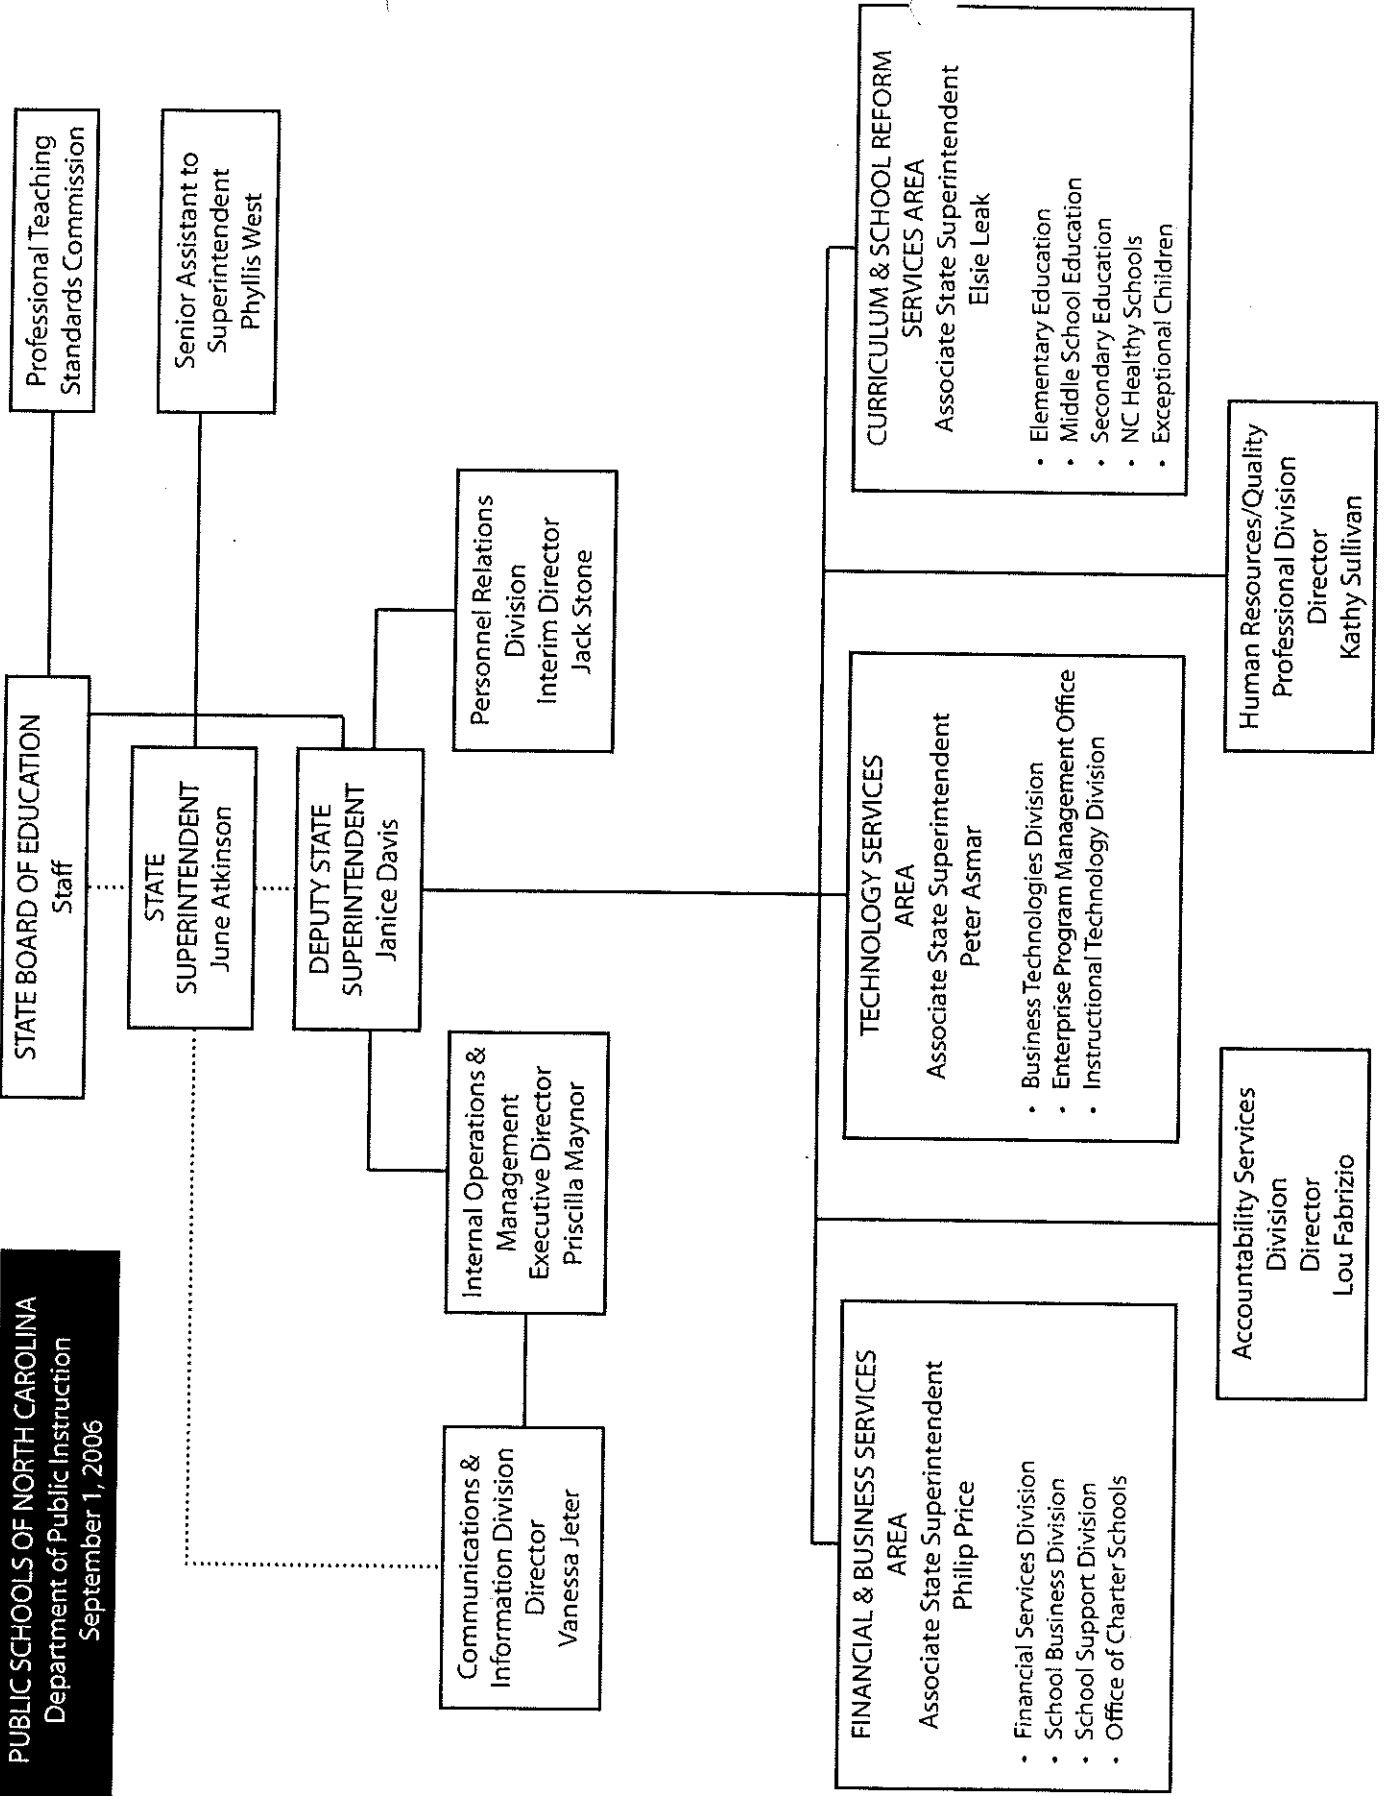 PUBLIC SCHOOLS OF NORTH CAROLINA
Department of Public Instruction
September 1, 2006
STATE BOARD OF EDUCATION
Staff
Professional Teaching
Standards Commission
STATE
SUPERINTENDENT
June Atkinson
Senior Assistant to
Superintendent
Phyllis West
DEPUTY STATE
SUPERINTENDENT
Janice Davis
Communications &
Information Division
Director
Vanessa Jeter
Internal Operations &
Management
Executive Director
Priscilla Maynor
Personnel Relations
Division
Interim Director
Jack Stone
FINANCIAL & BUSINESS SERVICES
AREA
Associate State Superintendent
Philip Price
• Financial Services Division
• School Business Division
• School Support Division
• Office of Charter Schools
TECHNOLOGY SERVICES
AREA
Associate State Superintendent
Peter Asmar
• Business Technologies Division
• Enterprise Program Management Office
• Instructional Technology Division
CURRICULUM & SCHOOL REFORM
SERVICES AREA
Associate State Superintendent
Elsie Leak
• Elementary Education
• Middle School Education
• Secondary Education
• NC Healthy Schools
• Exceptional Children
Accountability Services
Division
Director
Lou Fabrizio
Human Resources/Quality
Professional Division
Director
Kathy Sullivan